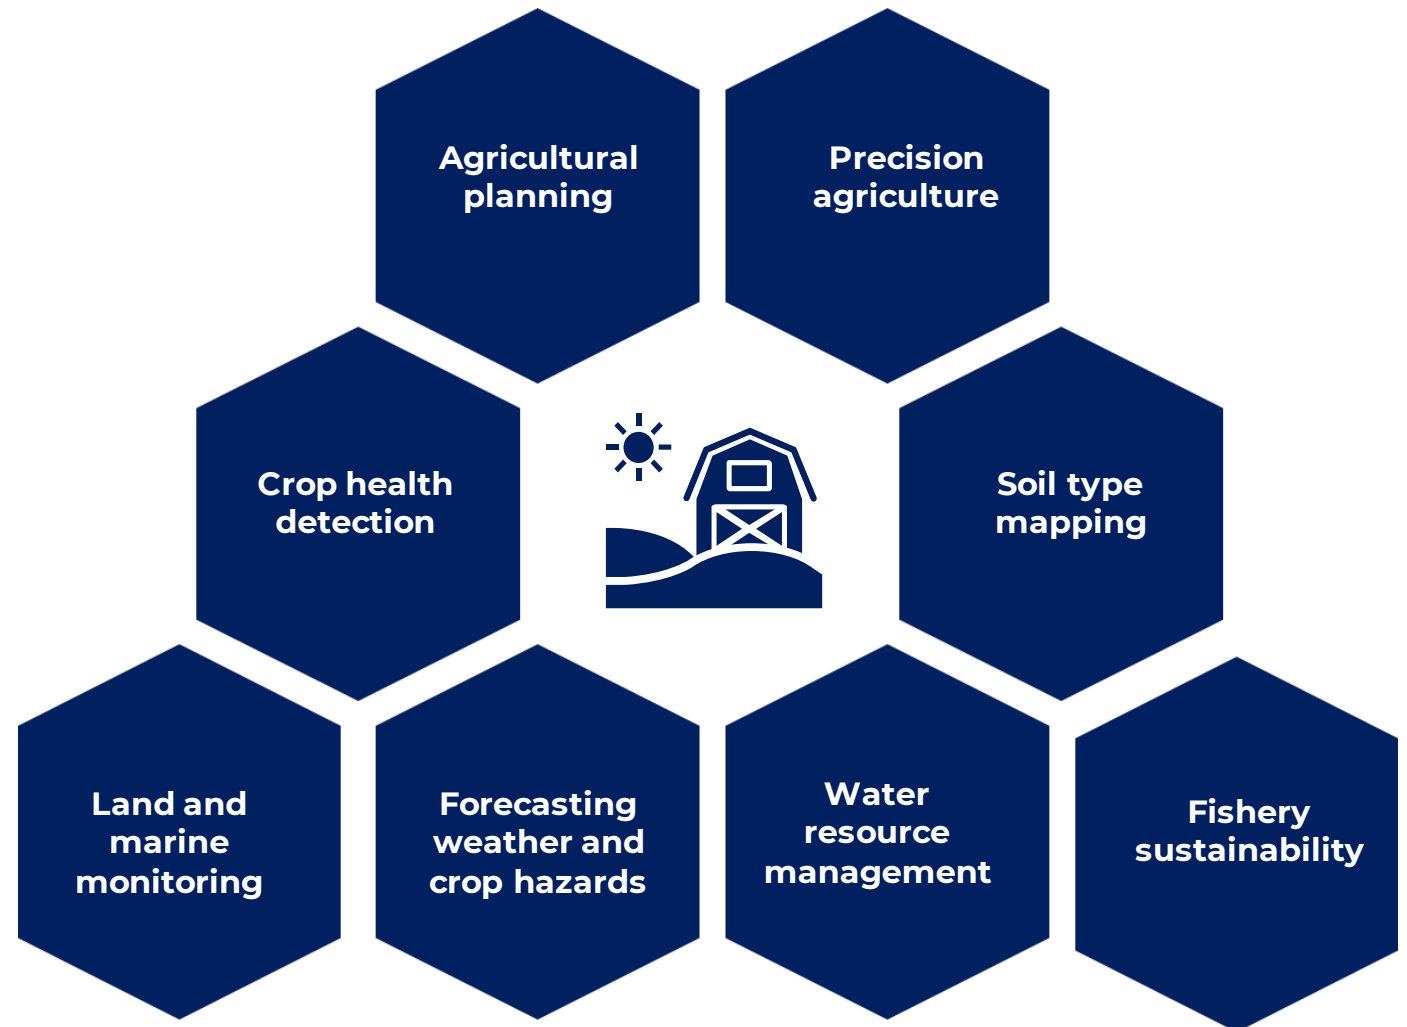 Agricultural
planning
Precision
agriculture
Crop health
detection
Soil type
mapping
Land and
marine
monitoring
Forecasting
weather and
crop hazards
Water
resource
management
Fishery
sustainability